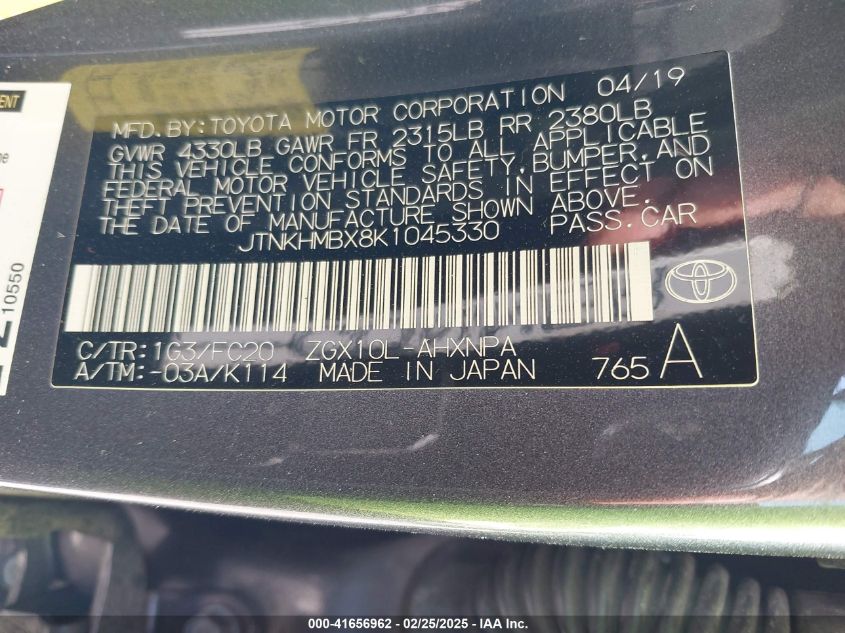 MFD.BY:TOYOTA MOTOR CORPORATION 04/19
GVWR 4330LB GAWR FR 2315LB RR 2380LB
THIS VEHICLE CONFORMS TO ALL APPLICABLE
FEDERAL MOTOR VEHICLE SAFETY,BUMPER,AND
THEFT PREVENTION STANDARDS IN EFFECT ON
THE DATE OF MANUFACTURE SHOWN ABOVE.
JTNKHMBX8K1045330 PASS.CAR
C/TR:1G3/FC20 ZGX10L-AHXNPA
A/TM:-03A/K114 MADE IN JAPAN 765 A
10550
000-41656962 - 02/25/2025 - IAA Inc.